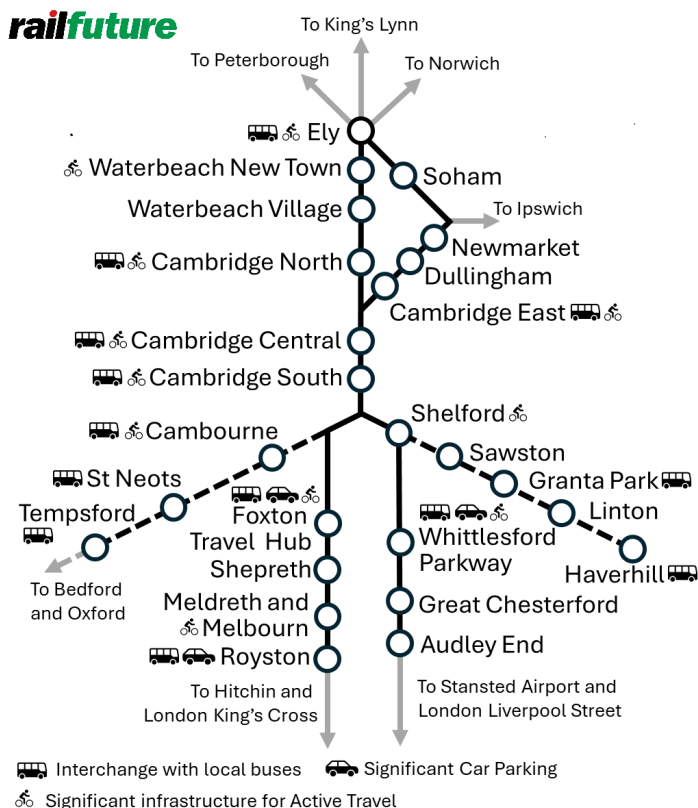 railfuture
To King's Lynn
To Peterborough
To Norwich
Ely
Waterbeach New Town
Soham
Waterbeach Village
To Ipswich
Newmarket
Cambridge North
Dullingham
Cambridge East
Cambridge Central
Cambridge South
Shelford
Cambourne
Sawston
St Neots
Granta Park
Tempsford
Linton
Foxton
Travel Hub
Whittlesford
Parkway
Shepreth
Haverhill
To Bedford
and Oxford
Meldreth and
Melbourn
Great Chesterford
Royston
Audley End
To Hitchin and
London King's Cross
To Stansted Airport and
London Liverpool Street
Interchange with local buses
Significant Car Parking
Significant infrastructure for Active Travel